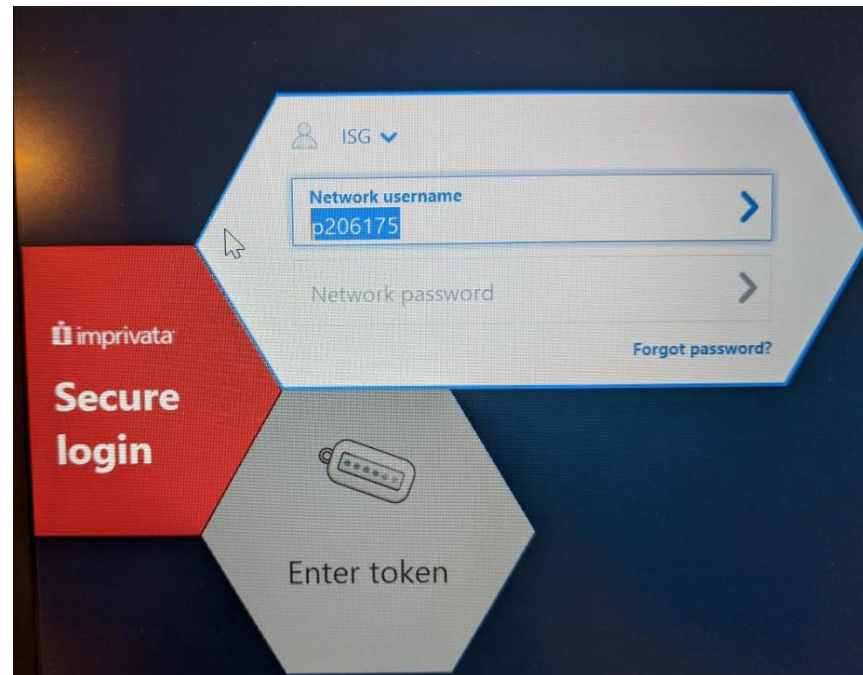 ISG
Network username
p206175
Network password
Forgot password?
imprivata
Secure
login
Enter token